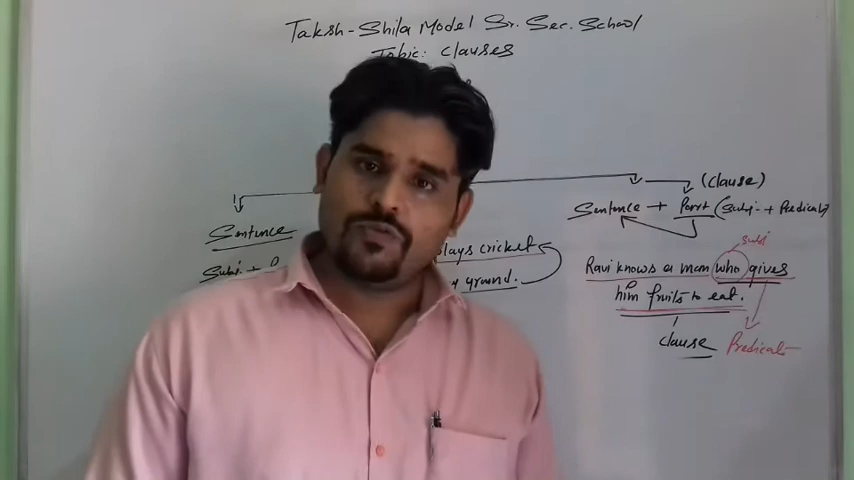 Taksh-Shila Model Sr. Sec. School
Topic: Clauses
(Clause)
Sentence + Part (Subj. + Predicate)
Sentence
Subj. +
plays cricket
ground.
Subj
Ravi knows a man who gives
him fruits to eat.
Clause
Predicate